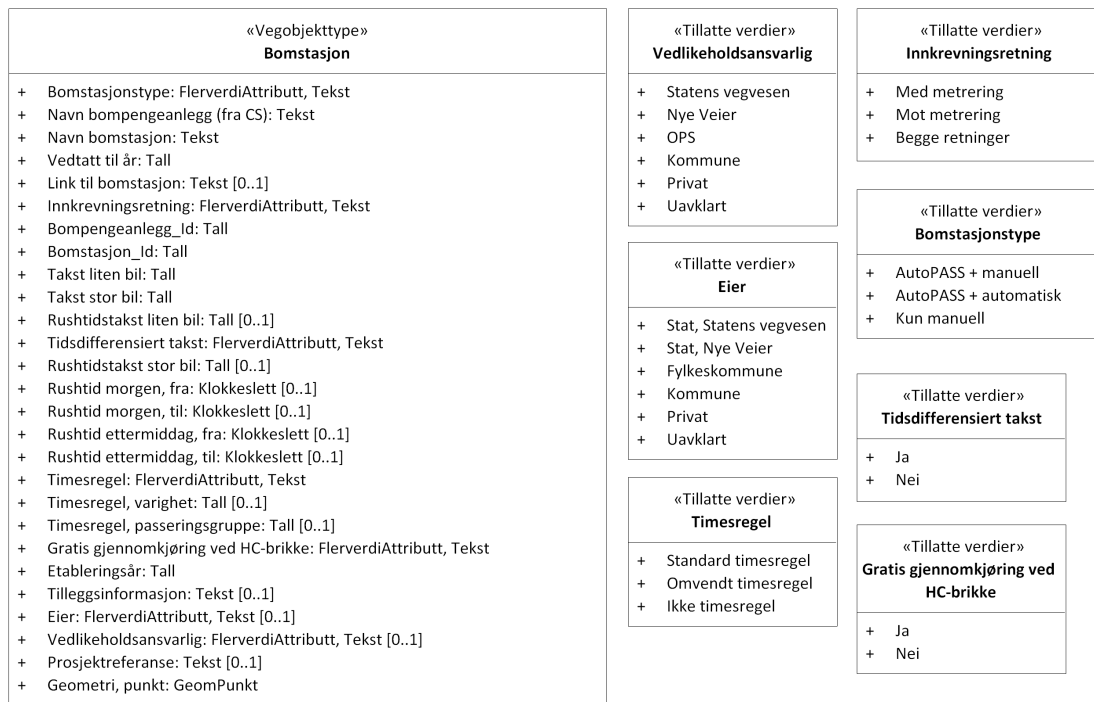 «Vegobjekttype»
Bomstasjon
+ Bomstasjonstype: FlerverdiAttributt, Tekst
+ Navn bompengeanlegg (fra CS): Tekst
+ Navn bomstasjon: Tekst
+ Vedtatt til år: Tall
+ Link til bomstasjon: Tekst [0..1]
+ Innkrevningsretning: FlerverdiAttributt, Tekst
+ Bompengeanlegg_Id: Tall
+ Bomstasjon_Id: Tall
+ Takst liten bil: Tall
+ Takst stor bil: Tall
+ Rushtidstakst liten bil: Tall [0..1]
+ Tidsdifferensiert takst: FlerverdiAttributt, Tekst
+ Rushtidstakst stor bil: Tall [0..1]
+ Rushtid morgen, fra: Klokkeslett [0..1]
+ Rushtid morgen, til: Klokkeslett [0..1]
+ Rushtid ettermiddag, fra: Klokkeslett [0..1]
+ Rushtid ettermiddag, til: Klokkeslett [0..1]
+ Timesregel: FlerverdiAttributt, Tekst
+ Timesregel, varighet: Tall [0..1]
+ Timesregel, passeringsgruppe: Tall [0..1]
+ Gratis gjennomkjøring ved HC-brikke: FlerverdiAttributt, Tekst
+ Etableringsår: Tall
+ Tilleggsinformasjon: Tekst [0..1]
+ Eier: FlerverdiAttributt, Tekst [0..1]
+ Vedlikeholdsansvarlig: FlerverdiAttributt, Tekst [0..1]
+ Prosjektreferanse: Tekst [0..1]
+ Geometri, punkt: GeomPunkt
«Tillatte verdier»
Vedlikeholdsansvarlig
+ Statens vegvesen
+ Nye Veier
+ OPS
+ Kommune
+ Privat
+ Uavklart
«Tillatte verdier»
Eier
+ Stat, Statens vegvesen
+ Stat, Nye Veier
+ Fylkeskommune
+ Kommune
+ Privat
+ Uavklart
«Tillatte verdier»
Timesregel
+ Standard timesregel
+ Omvendt timesregel
+ Ikke timesregel
«Tillatte verdier»
Innkrevningsretning
+ Med metrering
+ Mot metrering
+ Begge retninger
«Tillatte verdier»
Bomstasjonstype
+ AutoPASS + manuell
+ AutoPASS + automatisk
+ Kun manuell
«Tillatte verdier»
Tidsdifferensiert takst
+ Ja
+ Nei
«Tillatte verdier»
Gratis gjennomkjøring ved
HC-brikke
+ Ja
+ Nei